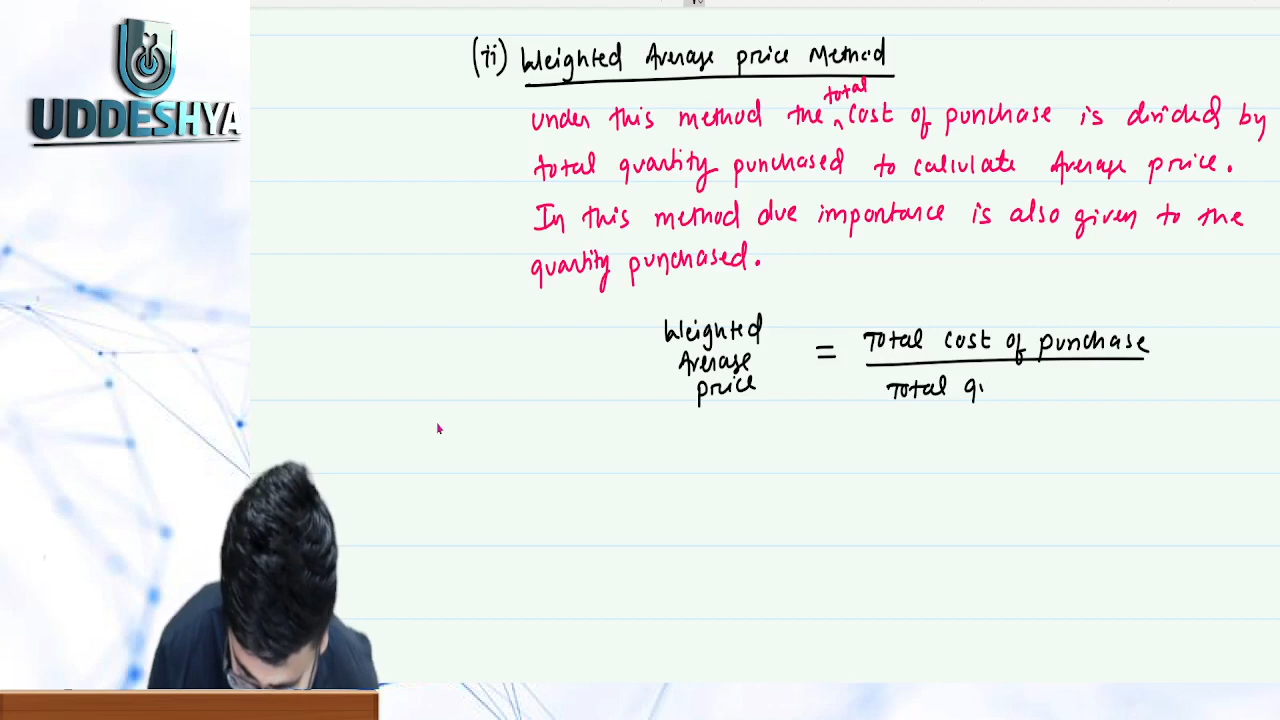 UDDESHYA
(ii) Weighted Average price Method
under this method the total cost of purchase is divided by
total quantity purchased to calculate Average price.
In this method due importance is also given to the
quantity purchased.
Weighted Average price = Total cost of purchase
Total q